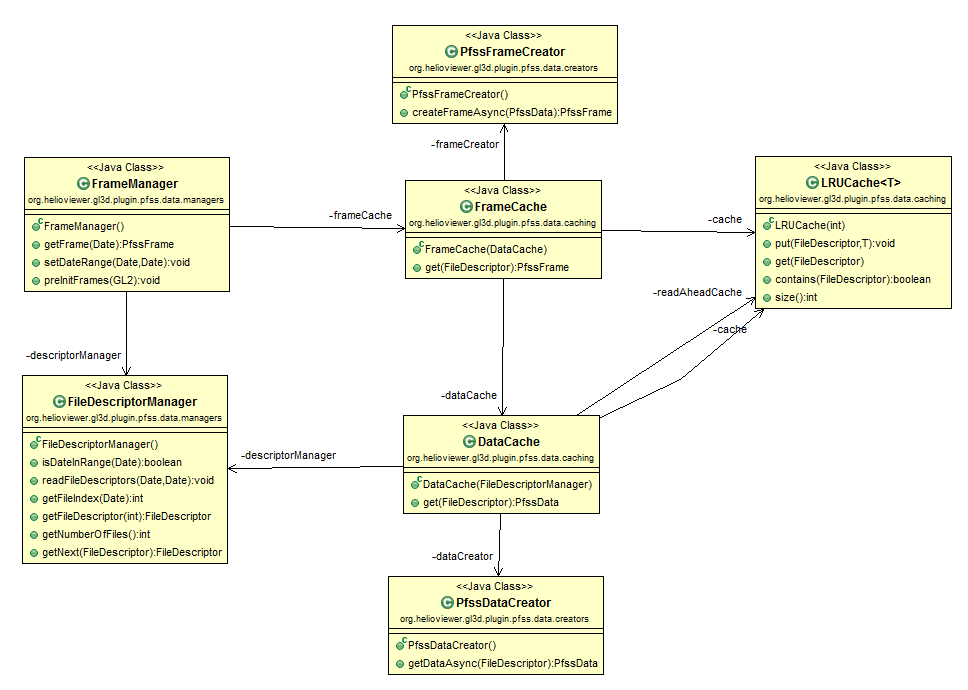 <<Java Class>>
PfssFrameCreator
org.helioviewer.gl3d.plugin.pfss.data.creators
PfssFrameCreator()
createFrameAsync(PfssData):PfssFrame
-frameCreator
<<Java Class>>
FrameManager
org.helioviewer.gl3d.plugin.pfss.data.managers
FrameManager()
getFrame(Date):PfssFrame
setDateRange(Date,Date):void
preInitFrames(GL2):void
-frameCache
<<Java Class>>
FrameCache
org.helioviewer.gl3d.plugin.pfss.data.caching
FrameCache(DataCache)
get(FileDescriptor):PfssFrame
-cache
<<Java Class>>
LRUCache<T>
org.helioviewer.gl3d.plugin.pfss.data.caching
LRUCache(int)
put(FileDescriptor,T):void
get(FileDescriptor)
contains(FileDescriptor):boolean
size():int
-readAheadCache
-cache
-descriptorManager
-dataCache
<<Java Class>>
FileDescriptorManager
org.helioviewer.gl3d.plugin.pfss.data.managers
FileDescriptorManager()
isDateInRange(Date):boolean
readFileDescriptors(Date,Date):void
getFileIndex(Date):int
getFileDescriptor(int):FileDescriptor
getNumberOfFiles():int
getNext(FileDescriptor):FileDescriptor
-descriptorManager
<<Java Class>>
DataCache
org.helioviewer.gl3d.plugin.pfss.data.caching
DataCache(FileDescriptorManager)
get(FileDescriptor):PfssData
-dataCreator
<<Java Class>>
PfssDataCreator
org.helioviewer.gl3d.plugin.pfss.data.creators
PfssDataCreator()
getDataAsync(FileDescriptor):PfssData